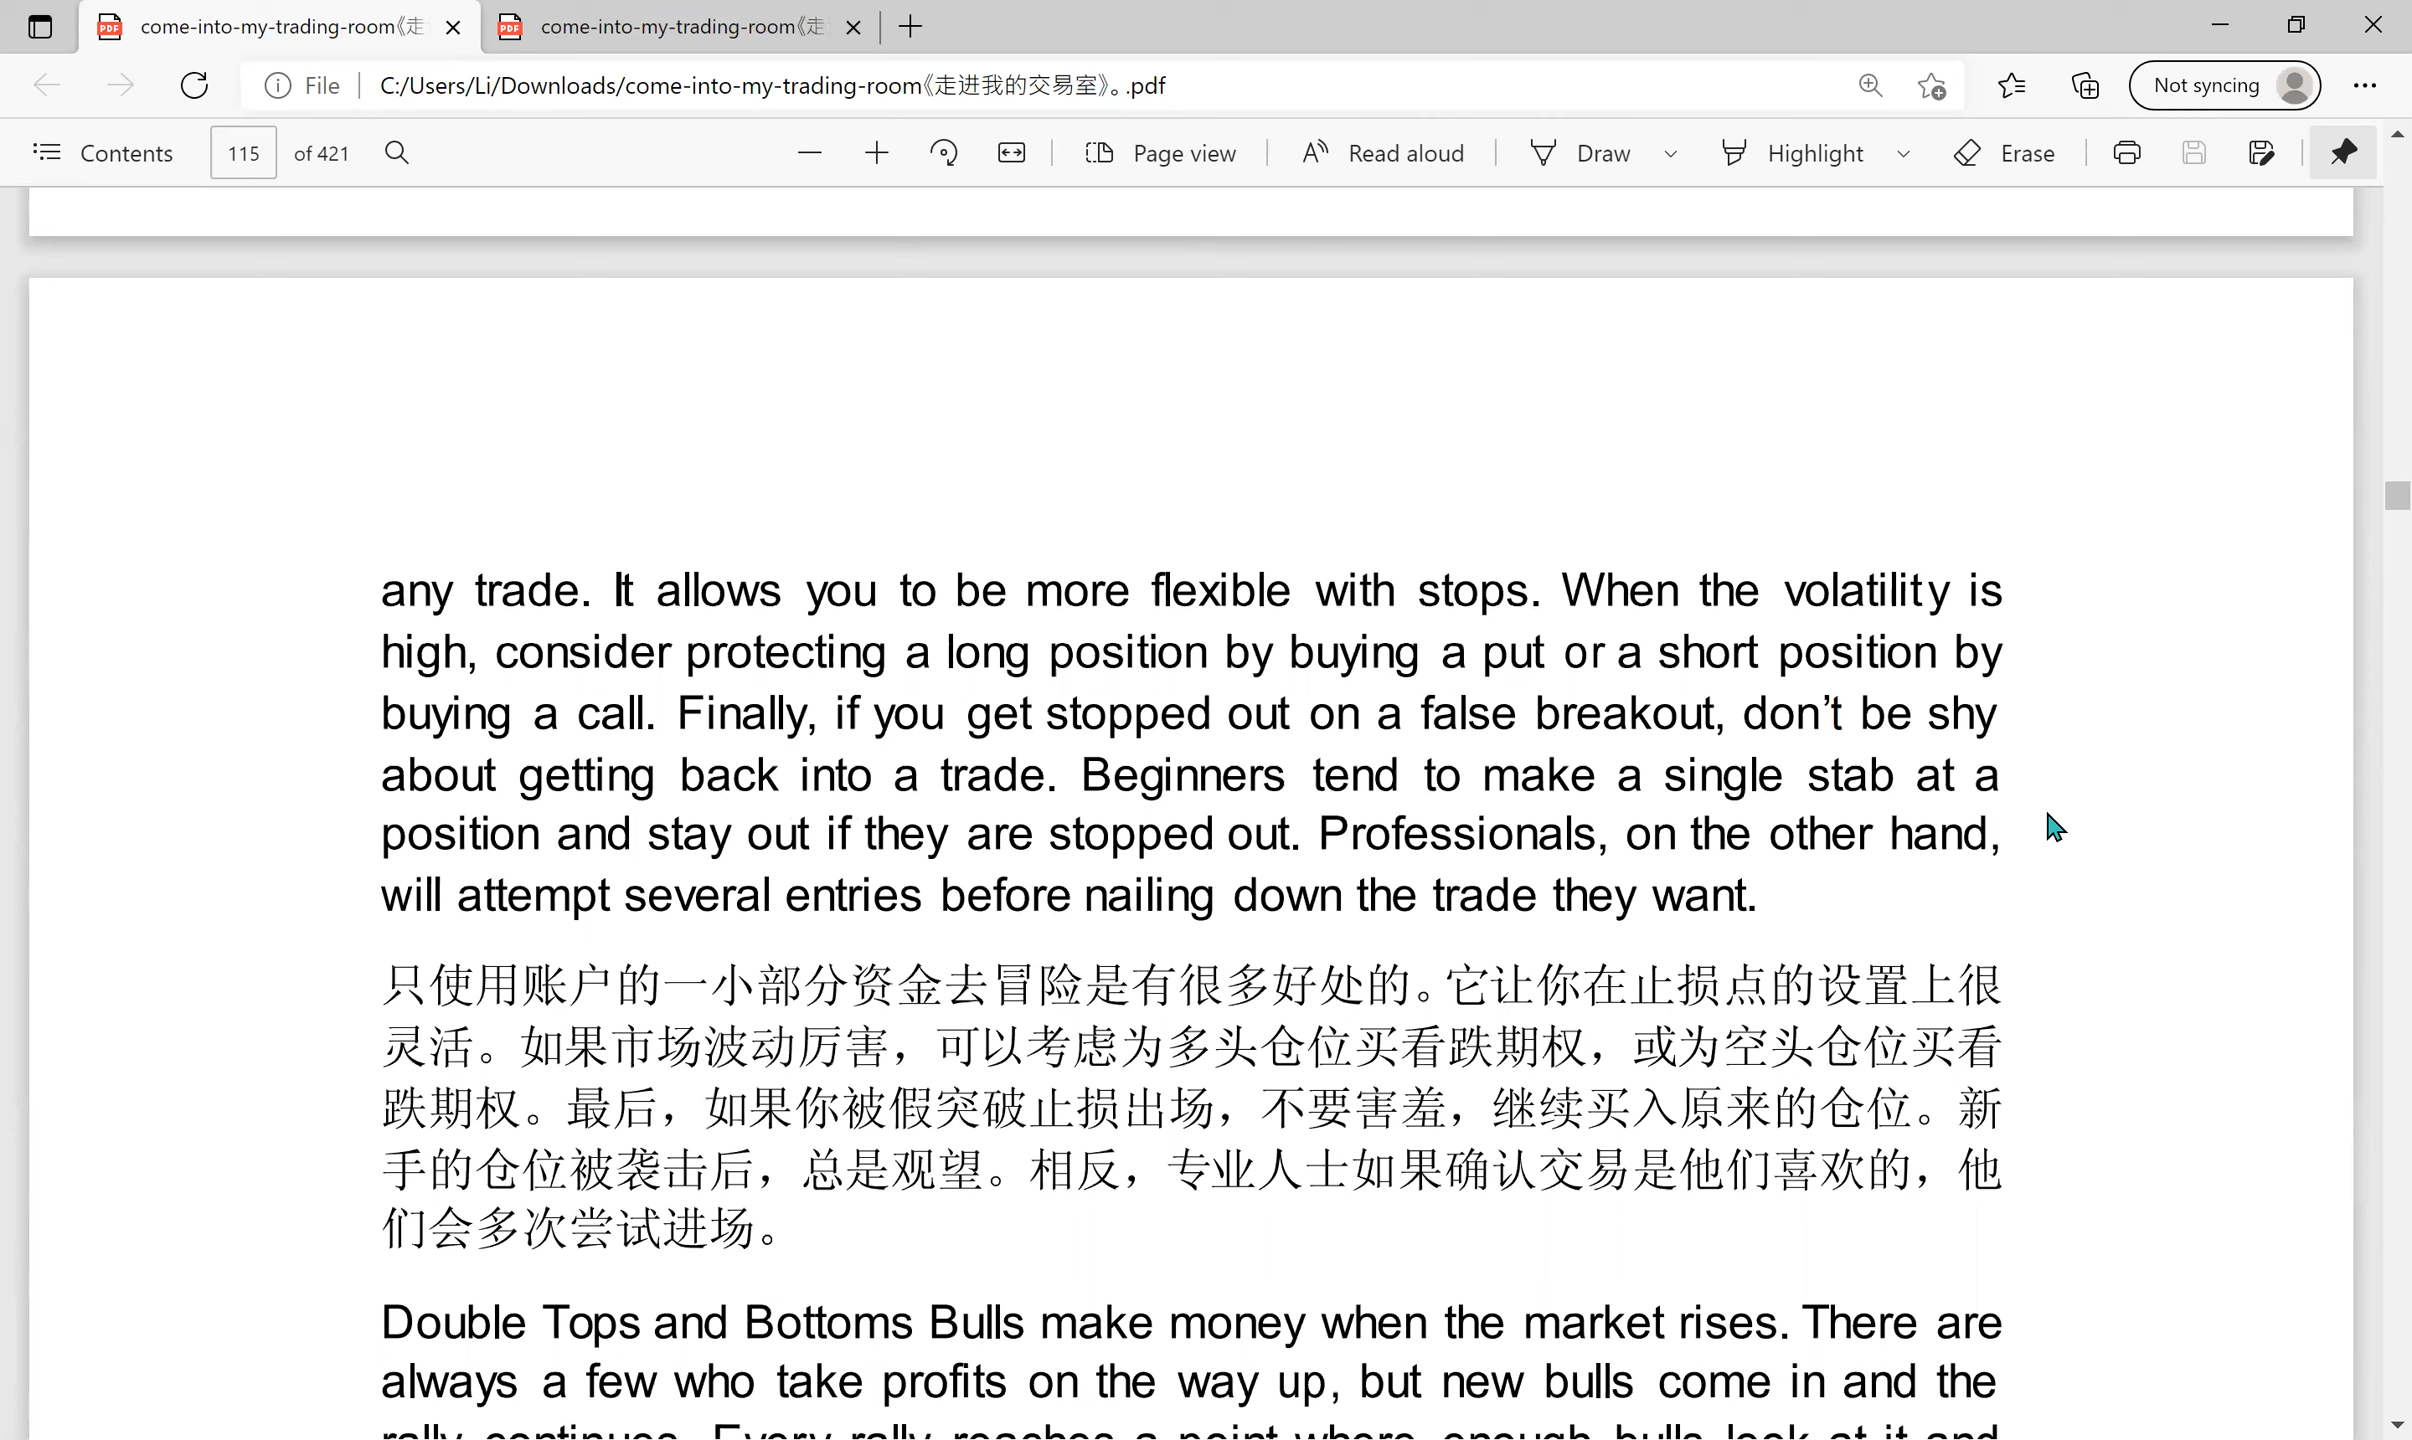 come-into-my-trading-room《走
come-into-my-trading-room《走
File
C:/Users/Li/Downloads/come-into-my-trading-room《走进我的交易室》。.pdf
Not syncing
Contents
115
of 421
Page view
Read aloud
Draw
Highlight
Erase
any trade. It allows you to be more flexible with stops. When the volatility is
high, consider protecting a long position by buying a put or a short position by
buying a call. Finally, if you get stopped out on a false breakout, don’t be shy
about getting back into a trade. Beginners tend to make a single stab at a
position and stay out if they are stopped out. Professionals, on the other hand,
will attempt several entries before nailing down the trade they want.
只使用账户的一小部分资金去冒险是有很多好处的。它让你在止损点的设置上很
灵活。如果市场波动厉害，可以考虑为多头仓位买看跌期权，或为空头仓位买看
跌期权。最后，如果你被假突破止损出场，不要害羞，继续买入原来的仓位。新
手的仓位被袭击后，总是观望。相反，专业人士如果确认交易是他们喜欢的，他
们会多次尝试进场。
Double Tops and Bottoms Bulls make money when the market rises. There are
always a few who take profits on the way up, but new bulls come in and the
rally continues. Every rally reaches a point where enough bulls look at it and